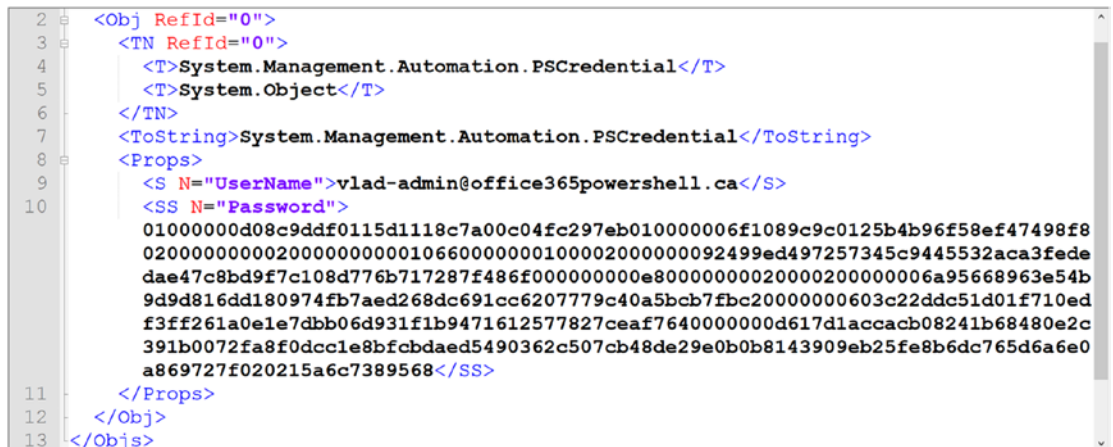 2 <Obj RefId="0">
3 <TN RefId="0">
4 <T>System.Management.Automation.PSCredential</T>
5 <T>System.Object</T>
6 </TN>
7 <ToString>System.Management.Automation.PSCredential</ToString>
8 <Props>
9 <S N="UserName">vlad-admin@office365powershell.ca</S>
10 <SS N="Password">
01000000d08c9ddf0115d1118c7a00c04fc297eb010000006f1089c9c0125b4b96f58ef47498f8
020000000002000000000010660000000100002000000092499ed497257345c9445532aca3fede
dae47c8bd9f7c108d776b717287f486f000000000e80000000020000200000006a95668963e54b
9d9d816dd180974fb7aed268dc691cc6207779c40a5bcb7fbc20000000603c22ddc51d01f710ed
f3ff261a0e1e7dbb06d931f1b9471612577827ceaf7640000000d617d1accacb08241b68480e2c
391b0072fa8f0dcc1e8bfcbdaed5490362c507cb48de29e0b0b8143909eb25fe8b6dc765d6a6e0
a869727f020215a6c7389568</SS>
11 </Props>
12 </Obj>
13 </Objs>